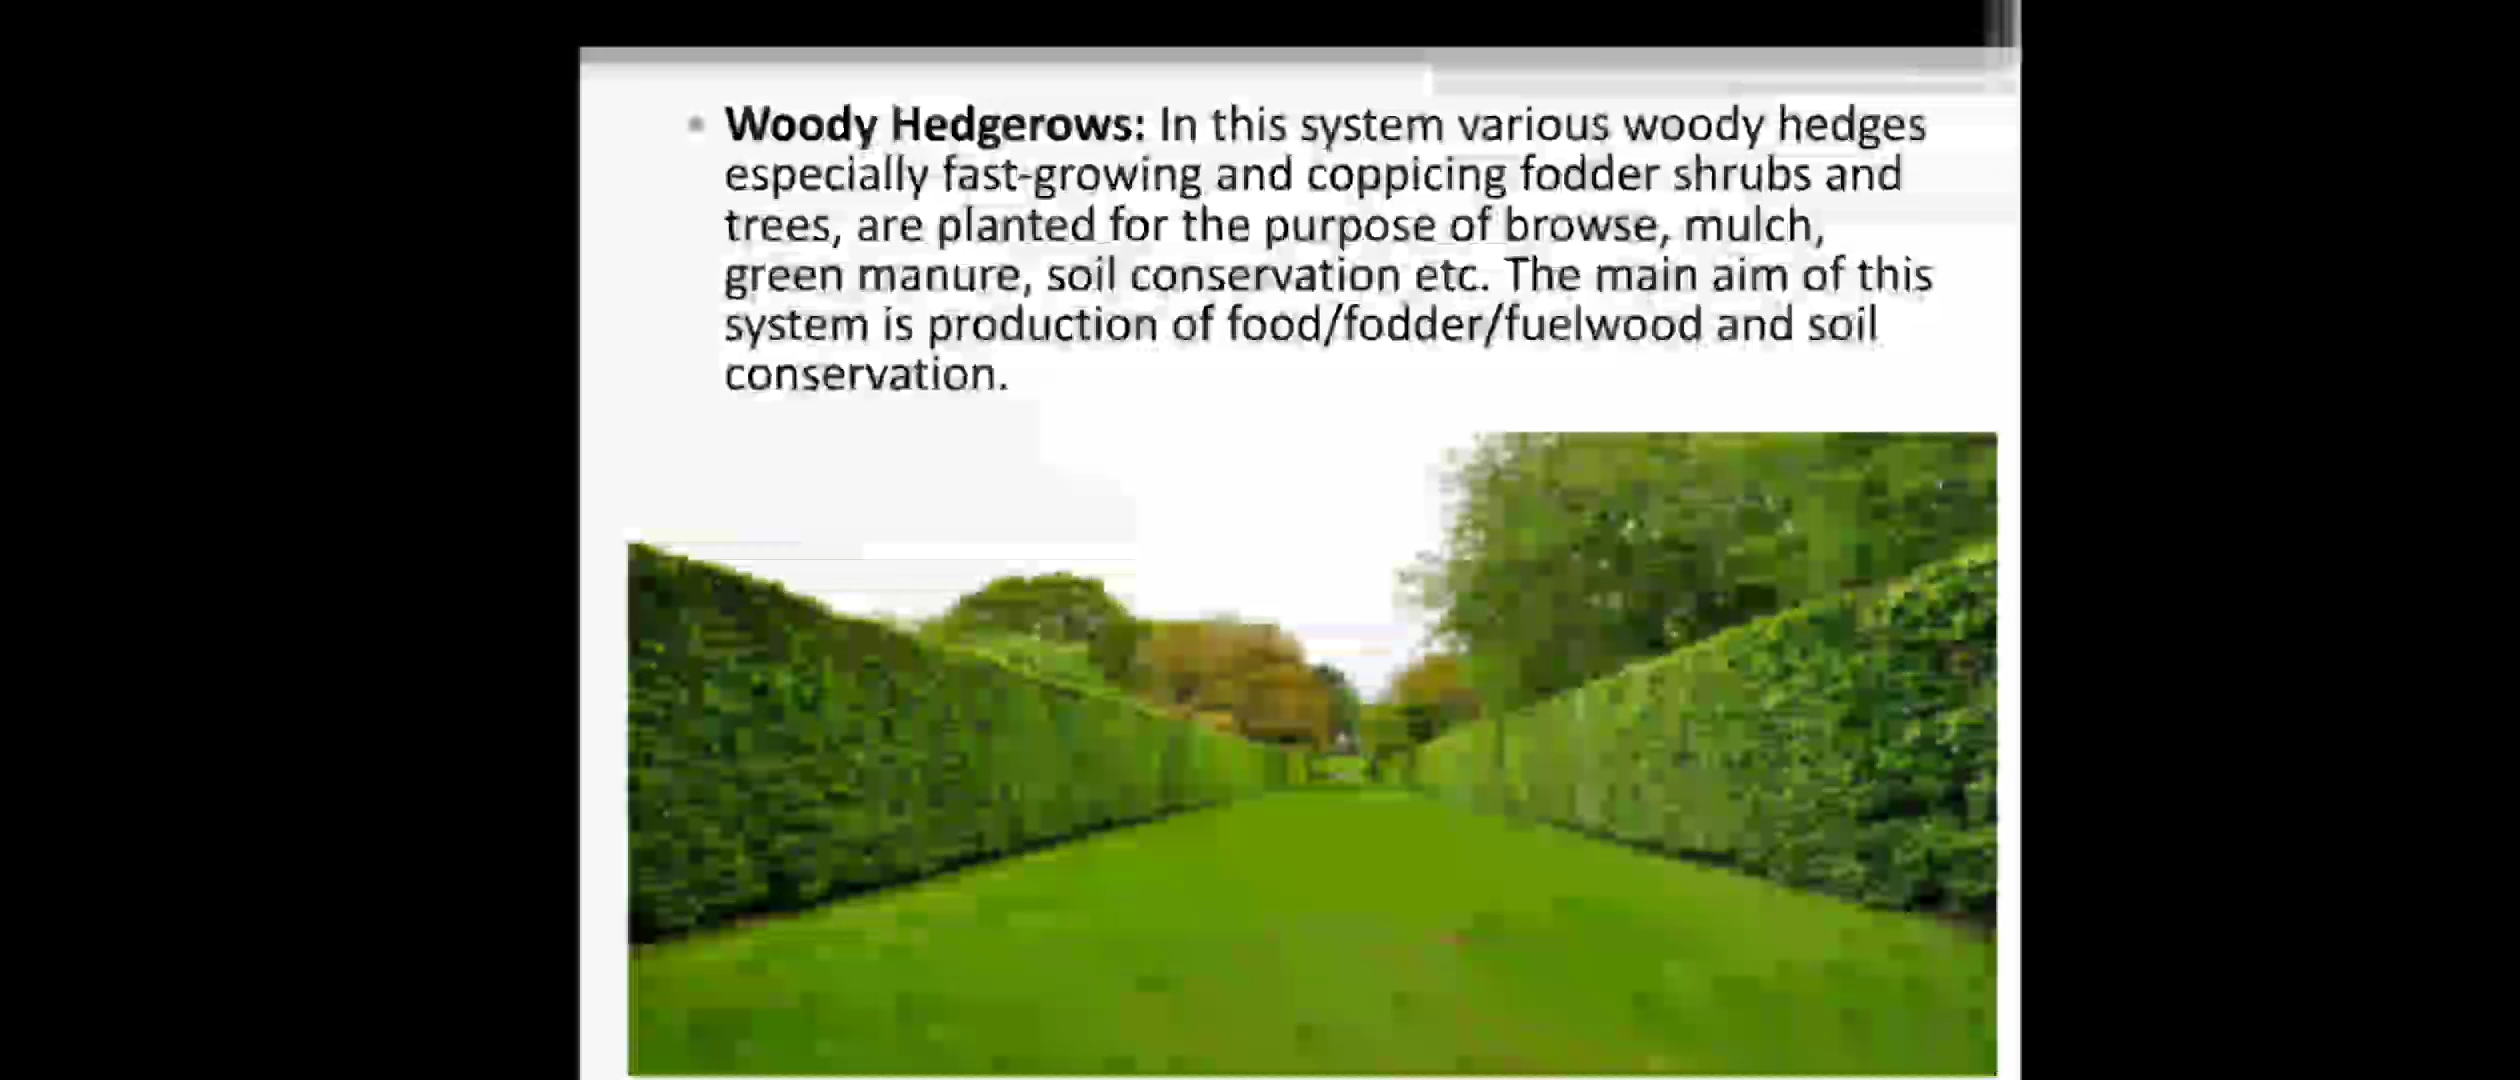 • Woody Hedgerows: In this system various woody hedges
especially fast-growing and coppicing fodder shrubs and
trees, are planted for the purpose of browse, mulch,
green manure, soil conservation etc. The main aim of this
system is production of food/fodder/fuelwood and soil
conservation.